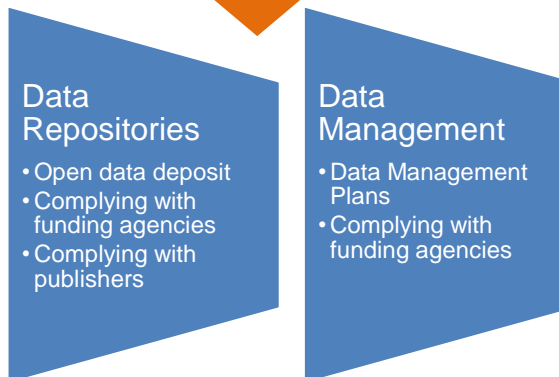 Data
Repositories
• Open data deposit
• Complying with
funding agencies
• Complying with
publishers
Data
Management
• Data Management
Plans
• Complying with
funding agencies